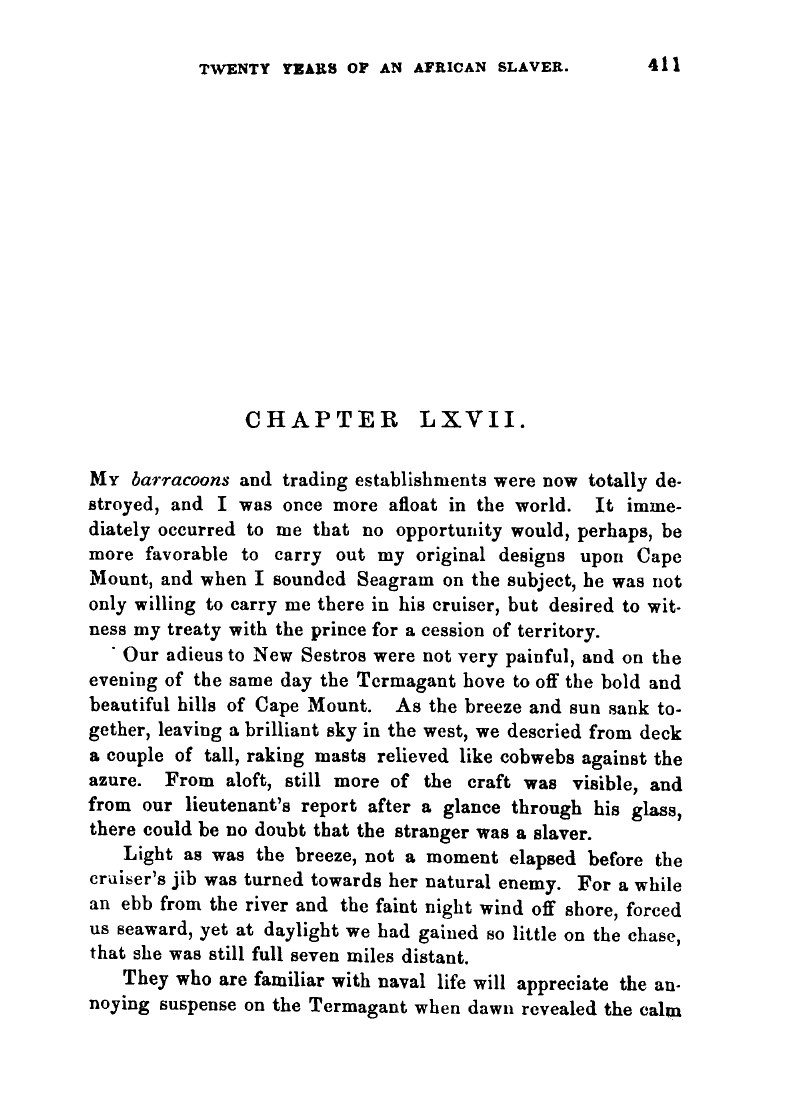 TWENTY YEARS OF AN AFRICAN SLAVER. 411
CHAPTER LXVII.
MY barracoons and trading establishments were now totally de-
stroyed, and I was once more afloat in the world. It imme-
diately occurred to me that no opportunity would, perhaps, be
more favorable to carry out my original designs upon Cape
Mount, and when I sounded Seagram on the subject, he was not
only willing to carry me there in his cruiser, but desired to wit-
ness my treaty with the prince for a cession of territory.
Our adieus to New Sestros were not very painful, and on the
evening of the same day the Termagant hove to off the bold and
beautiful hills of Cape Mount. As the breeze and sun sank to-
gether, leaving a brilliant sky in the west, we descried from deck
a couple of tall, raking masts relieved like cobwebs against the
azure. From aloft, still more of the craft was visible, and
from our lieutenant's report after a glance through his glass,
there could be no doubt that the stranger was a slaver.
Light as was the breeze, not a moment elapsed before the
cruiser's jib was turned towards her natural enemy. For a while
an ebb from the river and the faint night wind off shore, forced
us seaward, yet at daylight we had gained so little on the chase,
that she was still full seven miles distant.
They who are familiar with naval life will appreciate the an-
noying suspense on the Termagant when dawn revealed the calm